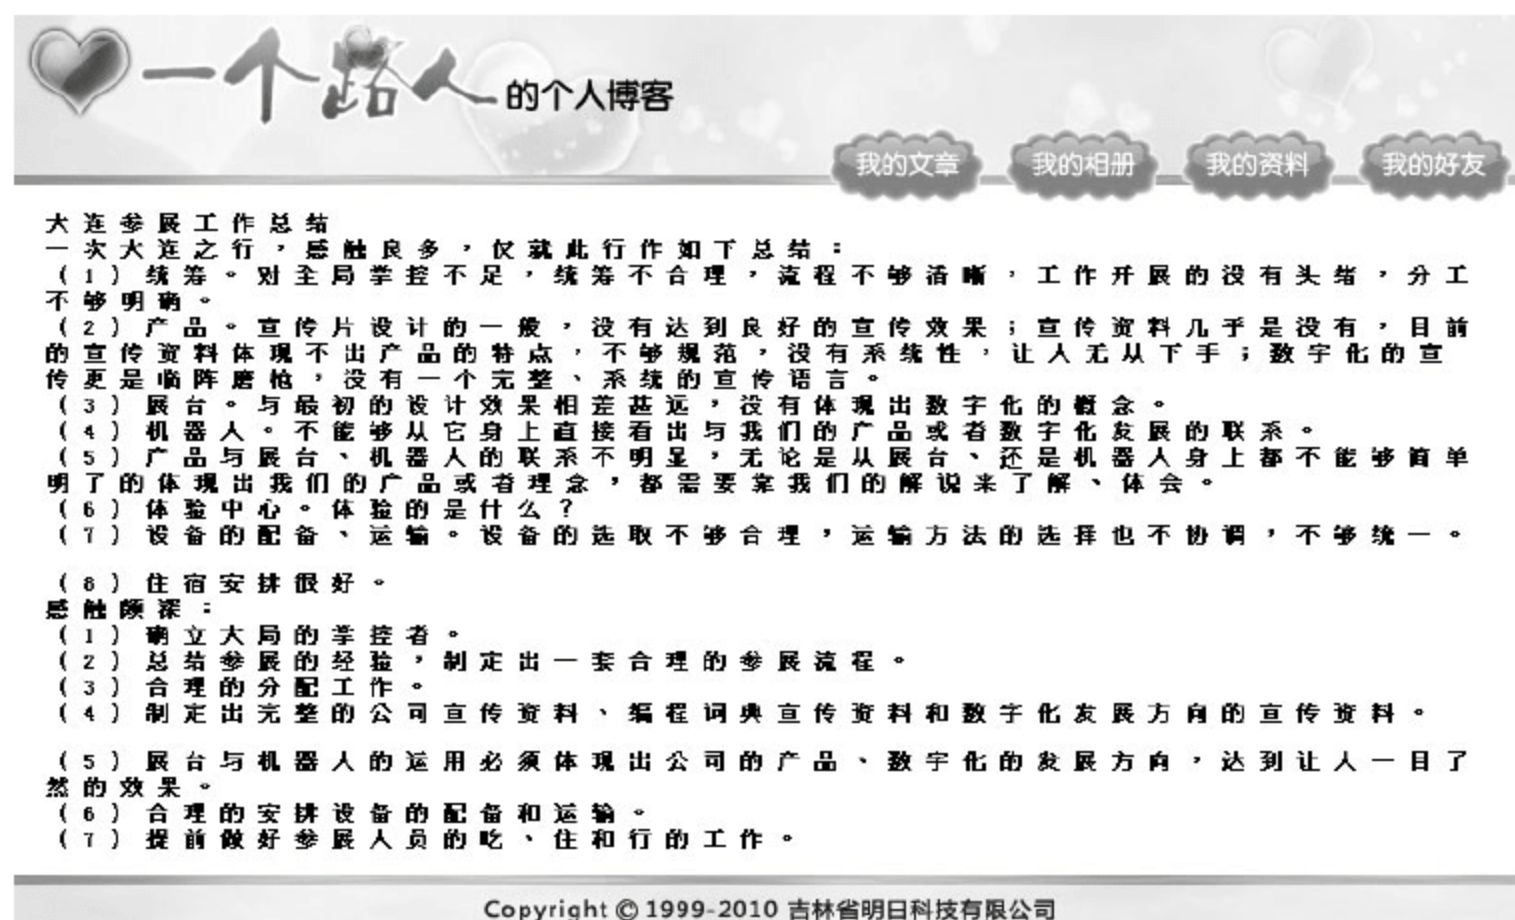 一个路人的个人博客
我的文章 我的相册 我的资料 我的好友
大连参展工作总结
一次大连之行，感触良多，仅就此行作如下总结：
（1）统筹。对全局掌控不足，统筹不合理，流程不够清晰，工作开展的没有头绪，分工
不够明确。
（2）产品。宣传片设计的一般，没有达到良好的宣传效果；宣传资料几乎是没有，目前
的宣传资料体现不出产品的特点，不够规范，没有系统性，让人无从下手；数字化的宣
传更是临阵磨枪，没有一个完整、系统的宣传语言。
（3）展台。与最初的设计效果相差甚远，没有体现出数字化的概念。
（4）机器人。不能够从它身上直接看出与我们的产品或者数字化发展的联系。
（5）产品与展台、机器人的联系不明显，无论是从展台、还是机器人身上都不能够简单
明了的体现出我们的产品或者理念，都需要靠我们的解说来了解、体会。
（6）体验中心。体验的是什么？
（7）设备的配备、运输。设备的选取不够合理，运输方法的选择也不协调，不够统一。
（8）住宿安排很好。
感触颇深：
（1）确立大局的掌控者。
（2）总结参展的经验，制定出一套合理的参展流程。
（3）合理的分配工作。
（4）制定出完整的公司宣传资料、编程词典宣传资料和数字化发展方向的宣传资料。
（5）展台与机器人的运用必须体现出公司的产品、数字化的发展方向，达到让人一目了
然的效果。
（6）合理的安排设备的配备和运输。
（7）提前做好参展人员的吃、住和行的工作。
Copyright © 1999-2010 吉林省明日科技有限公司